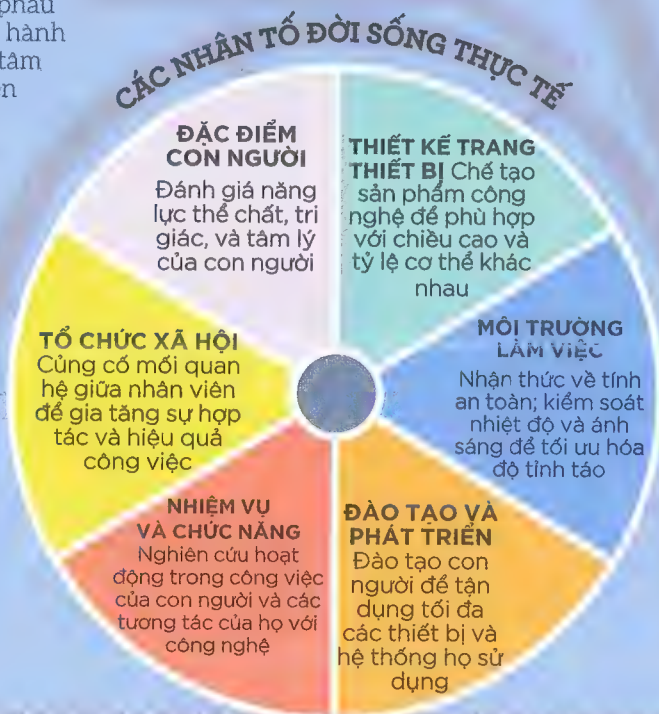 phẫu
hành
tâm
CÁC NHÂN TỐ ĐỜI SỐNG THỰC TẾ
ĐẶC ĐIỂM
CON NGƯỜI
Đánh giá năng
lực thể chất, tri
giác, và tâm lý
của con người
THIẾT KẾ TRANG
THIẾT BỊ Chế tạo
sản phẩm công
nghệ để phù hợp
với chiều cao và
tỷ lệ cơ thể khác
nhau
MÔI TRƯỜNG
LÀM VIỆC
Nhận thức về tính
an toàn; kiểm soát
nhiệt độ và ánh
sáng để tối ưu hóa
độ tỉnh táo
ĐÀO TẠO VÀ
PHÁT TRIỂN
Đào tạo con
người để tận
dụng tối đa
các thiết bị và
hệ thống họ sử
dụng
NHIỆM VỤ
VÀ CHỨC NĂNG
Nghiên cứu hoạt
động trong công việc
của con người và các
tương tác của họ với
công nghệ
TỔ CHỨC XÃ HỘI
Củng cố mối quan
hệ giữa nhân viên
để gia tăng sự hợp
tác và hiệu quả
công việc